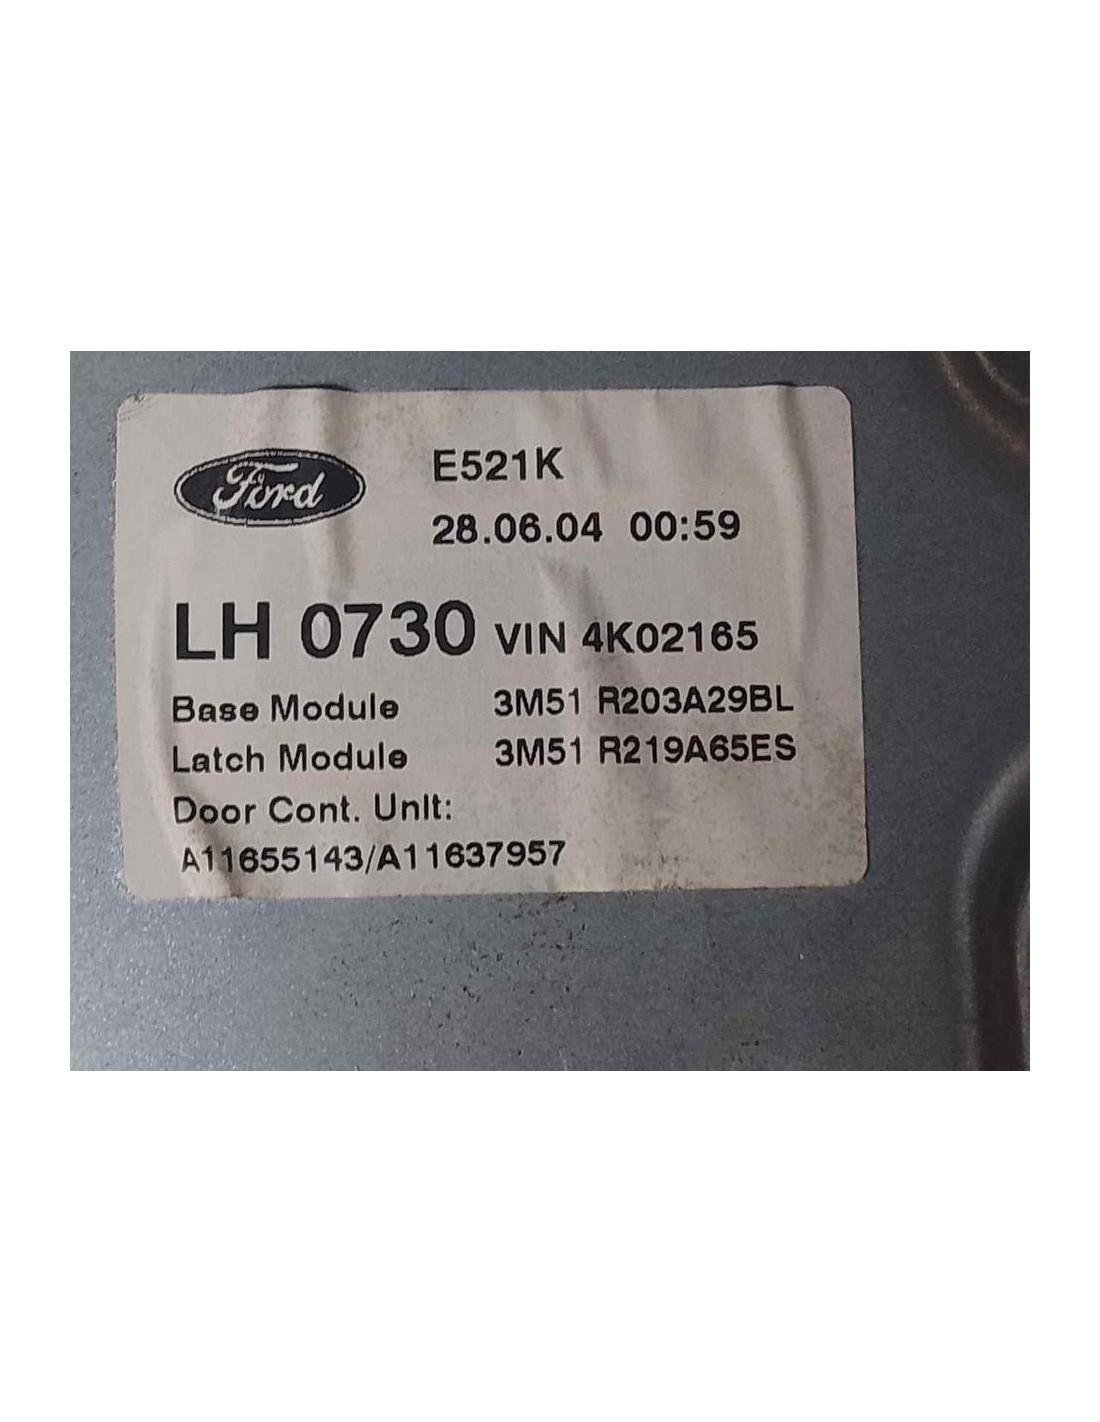 Ford
E521K
28.06.04 00:59
LH 0730 VIN 4K02165
Base Module 3M51 R203A29BL
Latch Module 3M51 R219A65ES
Door Cont. Unit:
A11655143/A11637957